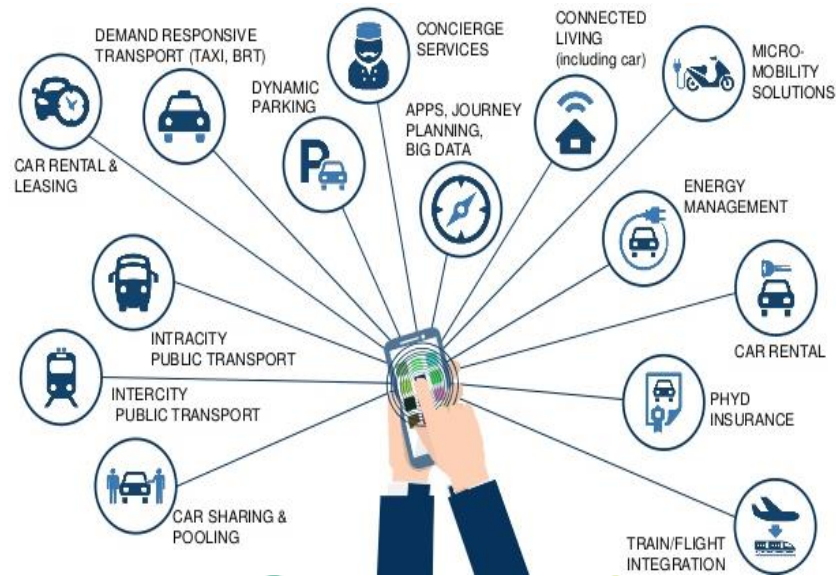 DEMAND RESPONSIVE
TRANSPORT (TAXI, BRT)
CONCIERGE
SERVICES
CONNECTED
LIVING
(including car)
MICRO-
MOBILITY
SOLUTIONS
DYNAMIC
PARKING
APPS, JOURNEY
PLANNING,
BIG DATA
CAR RENTAL &
LEASING
P
ENERGY
MANAGEMENT
INTRACITY
PUBLIC TRANSPORT
CAR RENTAL
INTERCITY
PUBLIC TRANSPORT
PHYD
INSURANCE
CAR SHARING &
POOLING
TRAIN/FLIGHT
INTEGRATION